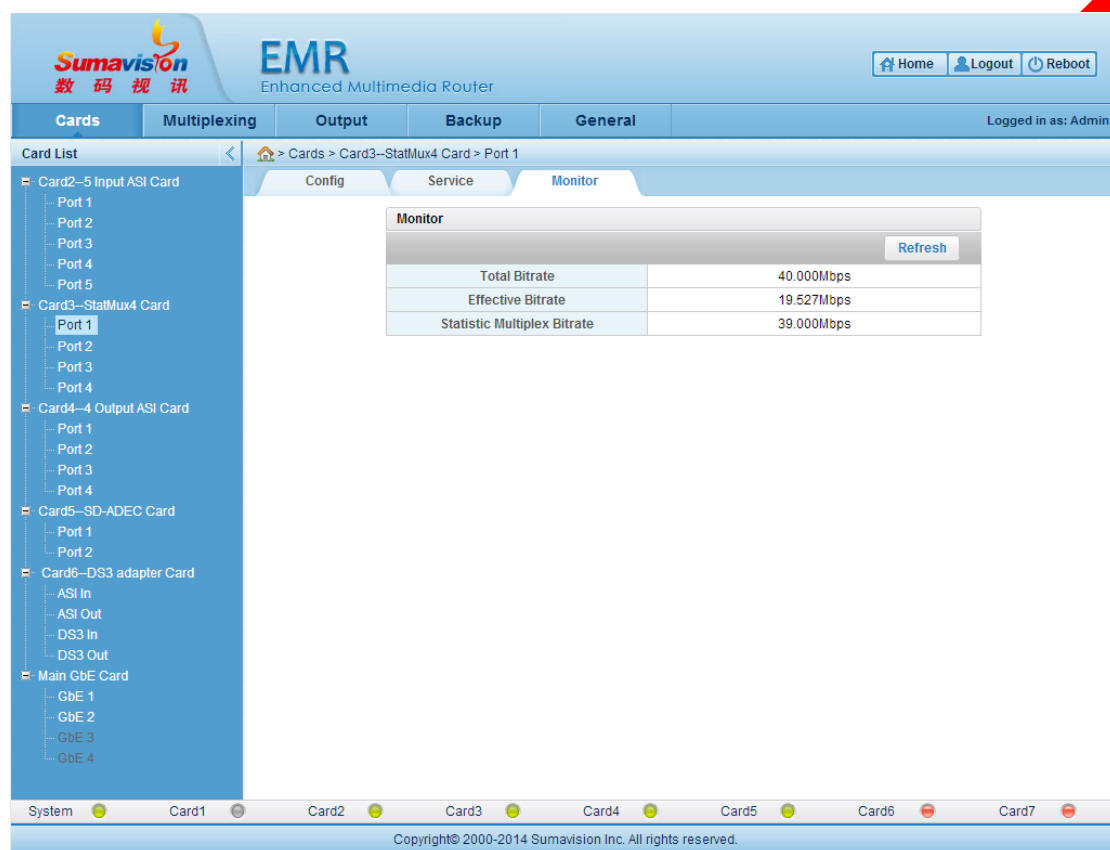 Sumavision
数 码 视 讯
EMR
Enhanced Multimedia Router
Home
Logout
Reboot
Cards
Multiplexing
Output
Backup
General
Logged in as: Admin
Card List
> Cards > Card3--StatMux4 Card > Port 1
Config
Service
Monitor
Card2--5 Input ASI Card
Port 1
Port 2
Port 3
Port 4
Port 5
Card3--StatMux4 Card
Port 1
Port 2
Port 3
Port 4
Card4--4 Output ASI Card
Port 1
Port 2
Port 3
Port 4
Card5--SD-ADEC Card
Port 1
Port 2
Card6--DS3 adapter Card
ASI In
ASI Out
DS3 In
DS3 Out
Main GbE Card
GbE 1
GbE 2
GbE 3
GbE 4
Monitor
Refresh
Total Bitrate 40.000Mbps
Effective Bitrate 19.527Mbps
Statistic Multiplex Bitrate 39.000Mbps
System Card1 Card2 Card3 Card4 Card5 Card6 Card7
Copyright© 2000-2014 Sumavision Inc. All rights reserved.